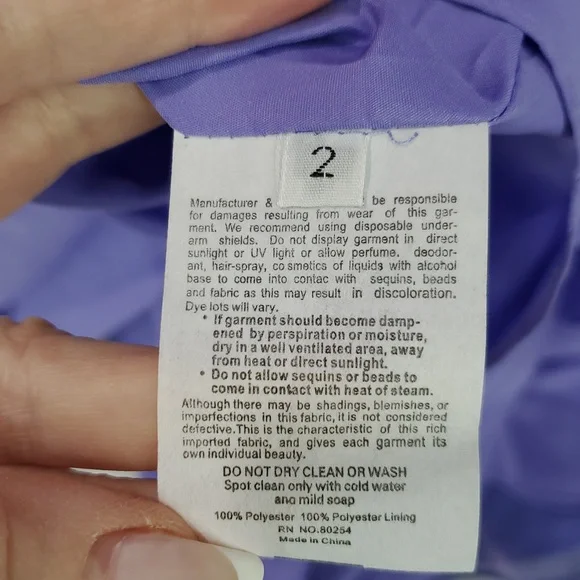 2
Manufacturer & be responsible
for damages resulting from wear of this gar-
ment. We recommend using disposable under-
arm shields. Do not display garment in direct
sunlight or UV light or allow perfume. deodor-
ant, hair-spray, co smetics of liquids with alcohol
base to come into contac with sequins, beads
and fabric as this may result in discoloration.
Dye lots will vary.
* If garment should become damp-
ened by perspiration or moisture,
dry in a well ventilated area, away
from heat or direct sunlight.
* Do not allow sequins or beads to
come in contact with heat of steam.
Although there may be shadings, blemishes, or
imperfections in this fabric, it is not considered
defective.This is the characteristic of this rich
imported fabric, and gives each garment its
own individual beauty.
DO NOT DRY CLEAN OR WASH
Spot clean only with cold water
and mild soap
100% Polyester 100% Polyester Lining
RN NO.80254
Made in China